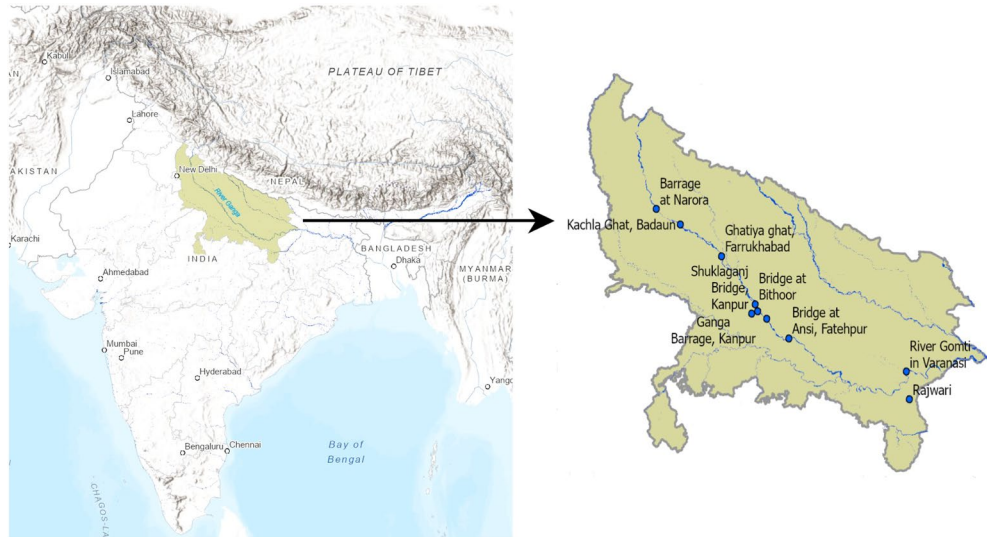 Kabul
Islamabad
PLATEAU OF TIBET
Lahore
AKISTAN
New Delhi
NEPAL
River Ganga
Karachi
INDIA
BANGLADESH
Dhaka
Ahmedabad
MYANMAR
(BURMA)
Mumbai
Pune
Hyderabad
Yango
Bay of
Bengal
Bengaluru
Chennai
CHAGOS-LA
Barrage
at Narora
Kachla Ghat, Badaun
Ghatiya ghat,
Farrukhabad
Shuklaganj
Bridge,
Kanpur
Bridge at
Bithoor
Ganga
Barrage, Kanpur
Bridge at
Ansi, Fatehpur
River Gomti
in Varanasi
Rajwari